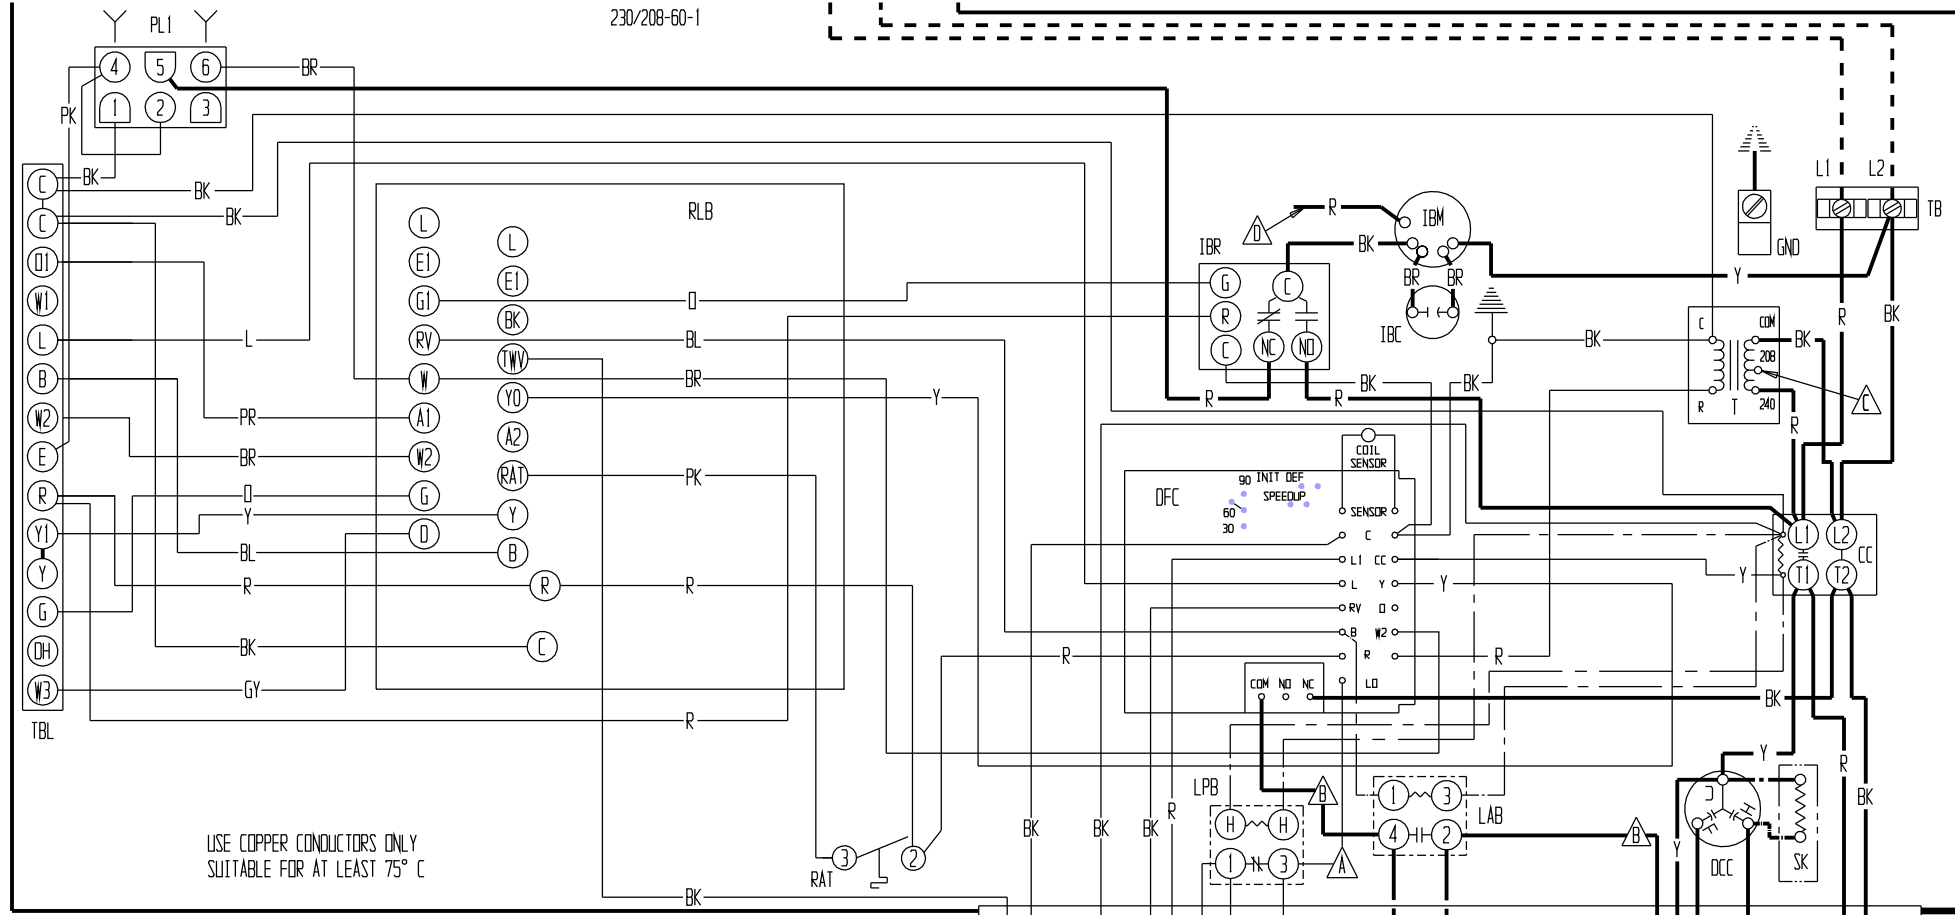 230/208-60-1
PL1
4 5 6
BR
1 2 3
PK
BK
BK
BK
L1 L2
TB
GND
C
C
O1
W1
L
B
W2
E
R
Y1
Y
G
OH
W3
TBL
RLB
L
E1
G1
RV
W
A1
W2
G
D
L
E1
BK
TWV
YO
A2
RAT
Y
B
R
C
L
PR
BR
O
Y
BL
R
BK
GY
O
BL
BR
Y
PK
R
R
BK
D
R
IBM
IBR
BK
BR BR
IBC
G
R
C
C
NC NO
R
BK
R
BK
BK
Y
R
BK
C COM
208
R T 240
BK
C
R
COIL
SENSOR
DFC
90 INIT DEF
SPEEDUP
60
30
SENSOR
C
L1 CC
L Y
RV O
B W2
R
LO
COM NO NC
Y
R
R
Y
BK
L1 L2
T1 T2
CC
LPB
H H
1 3
B
A
1 3
4 2
LAB
B
R
BK
BK
BK
Y
R
BK
Y
C
F
H
DCC
SK
RAT
3 2
BK
USE COPPER CONDUCTORS ONLY
SUITABLE FOR AT LEAST 75° C